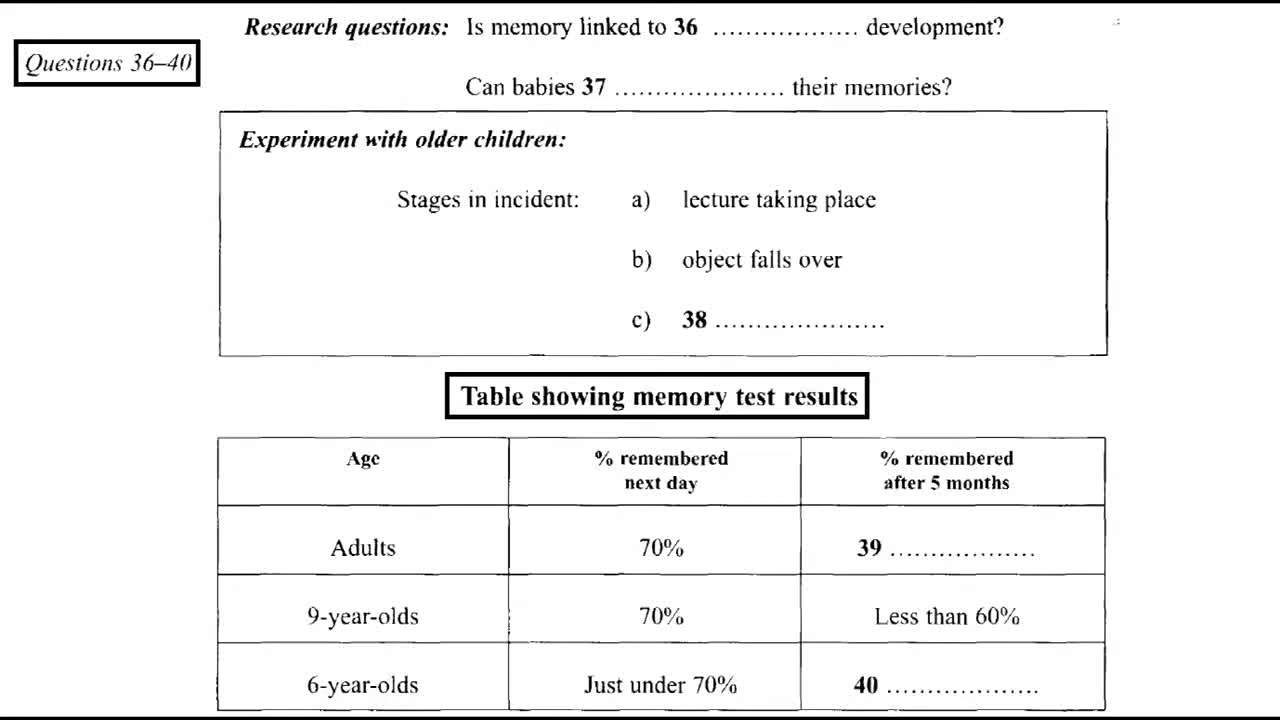 Research questions: Is memory linked to 36 .................. development?
Questions 36–40
Can babies 37 ..................... their memories?
Experiment with older children:
Stages in incident: a) lecture taking place
b) object falls over
c) 38 .....................
Table showing memory test results
Age % remembered next day % remembered after 5 months
Adults 70% 39 ..................
9-year-olds 70% Less than 60%
6-year-olds Just under 70% 40 ...................